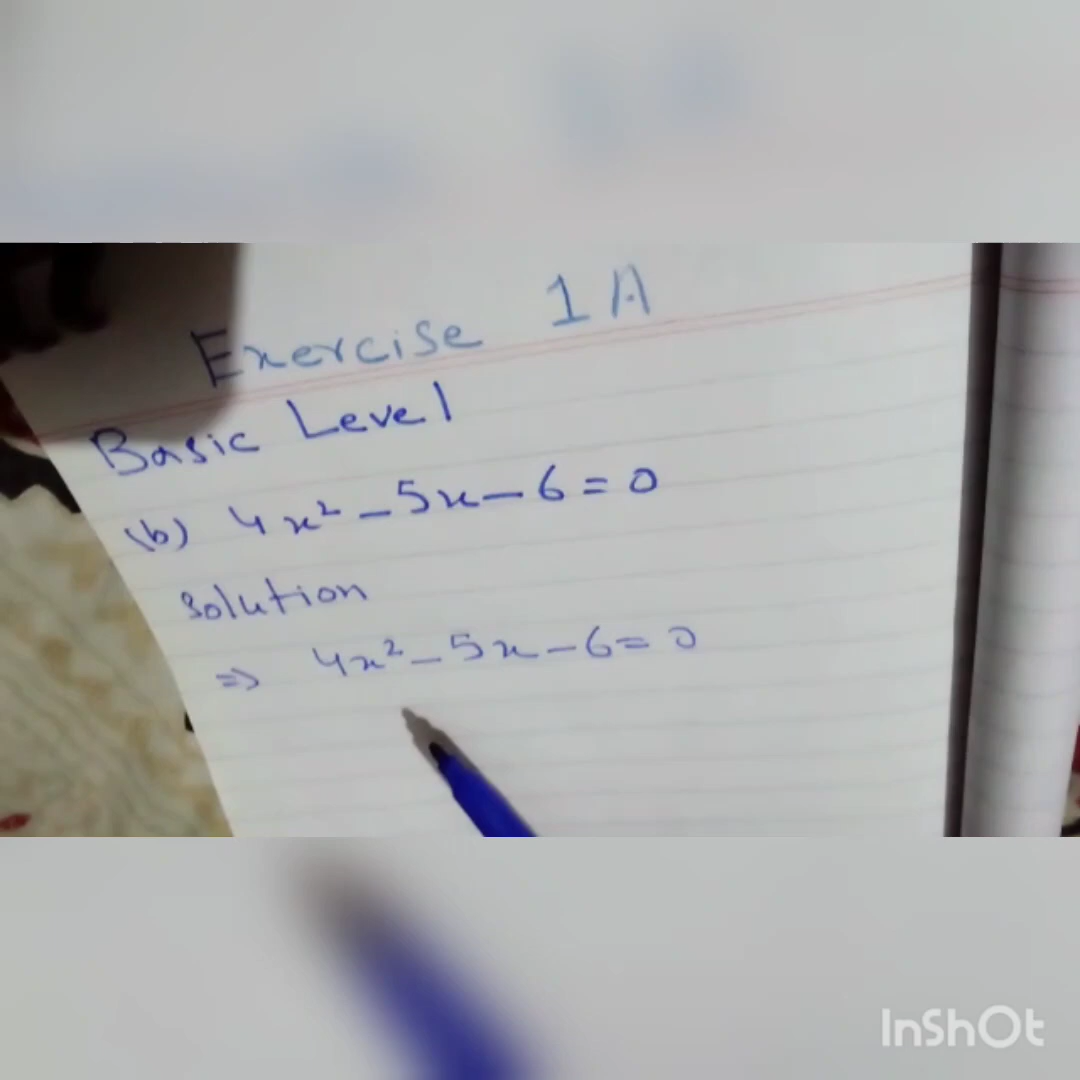 Exercise 1A
Basic Level
(b) 4x² - 5x - 6 = 0
Solution
=> 4x² - 5x - 6 = 0
InShOt